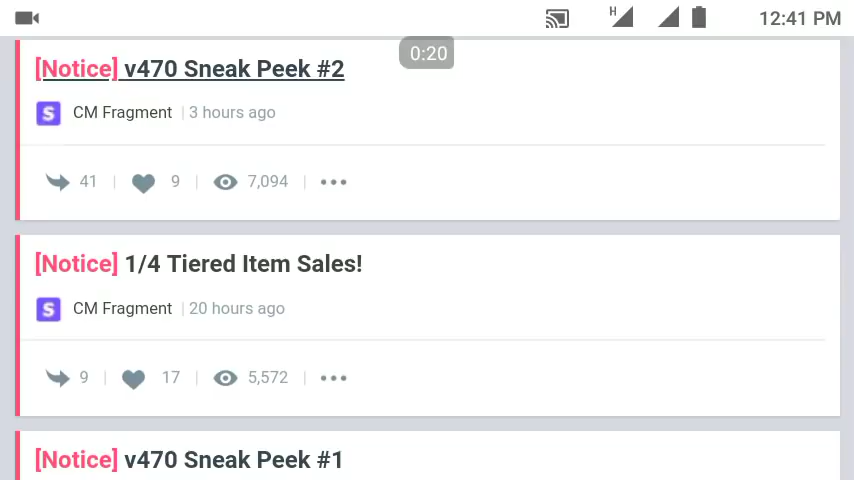 H 12:41 PM
0:20
[Notice] v470 Sneak Peek #2
S CM Fragment | 3 hours ago
41 | 9 | 7,094 | •••
[Notice] 1/4 Tiered Item Sales!
S CM Fragment | 20 hours ago
9 | 17 | 5,572 | •••
[Notice] v470 Sneak Peek #1